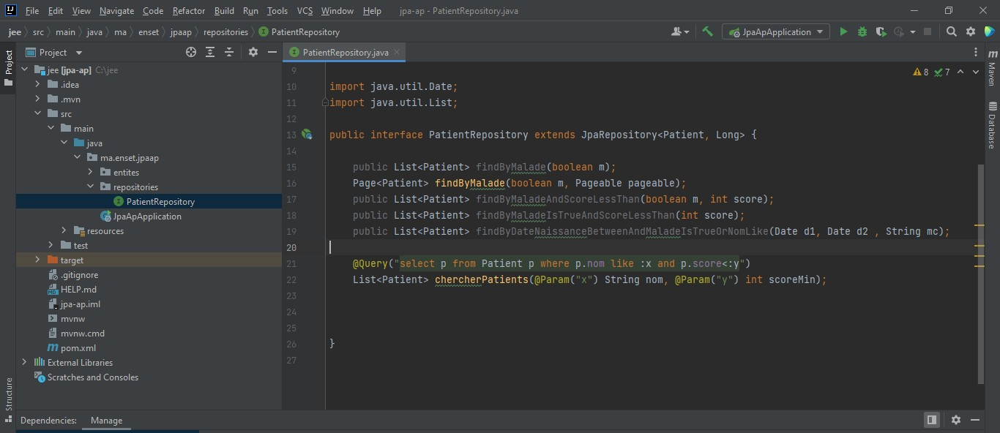 File Edit View Navigate Code Refactor Build Run Tools VCS Window Help jpa-ap - PatientRepository.java
jee src main java ma enset jpaap repositories PatientRepository JpaApApplication
Project PatientRepository.java
Project
jee [jpa-ap] C:\jee
.idea
.mvn
src
main
java
ma.enset.jpaap
entites
repositories
PatientRepository
JpaApApplication
resources
test
target
.gitignore
HELP.md
jpa-ap.iml
mvnw
mvnw.cmd
pom.xml
External Libraries
Scratches and Consoles
Structure
8 7
9
10 import java.util.Date;
11 import java.util.List;
12
13 public interface PatientRepository extends JpaRepository<Patient, Long> {
14
15 public List<Patient> findByMalade(boolean m);
16 Page<Patient> findByMalade(boolean m, Pageable pageable);
17 public List<Patient> findByMaladeAndScoreLessThan(boolean m, int score);
18 public List<Patient> findByMaladeIsTrueAndScoreLessThan(int score);
19 public List<Patient> findByDateNaissanceBetweenAndMaladeIsTrueOrNomLike(Date d1, Date d2 , String mc);
20
21 @Query("select p from Patient p where p.nom like :x and p.score<:y")
22 List<Patient> chercherPatients(@Param("x") String nom, @Param("y") int scoreMin);
23
24
25
26 }
27
Maven
Database
Dependencies: Manage